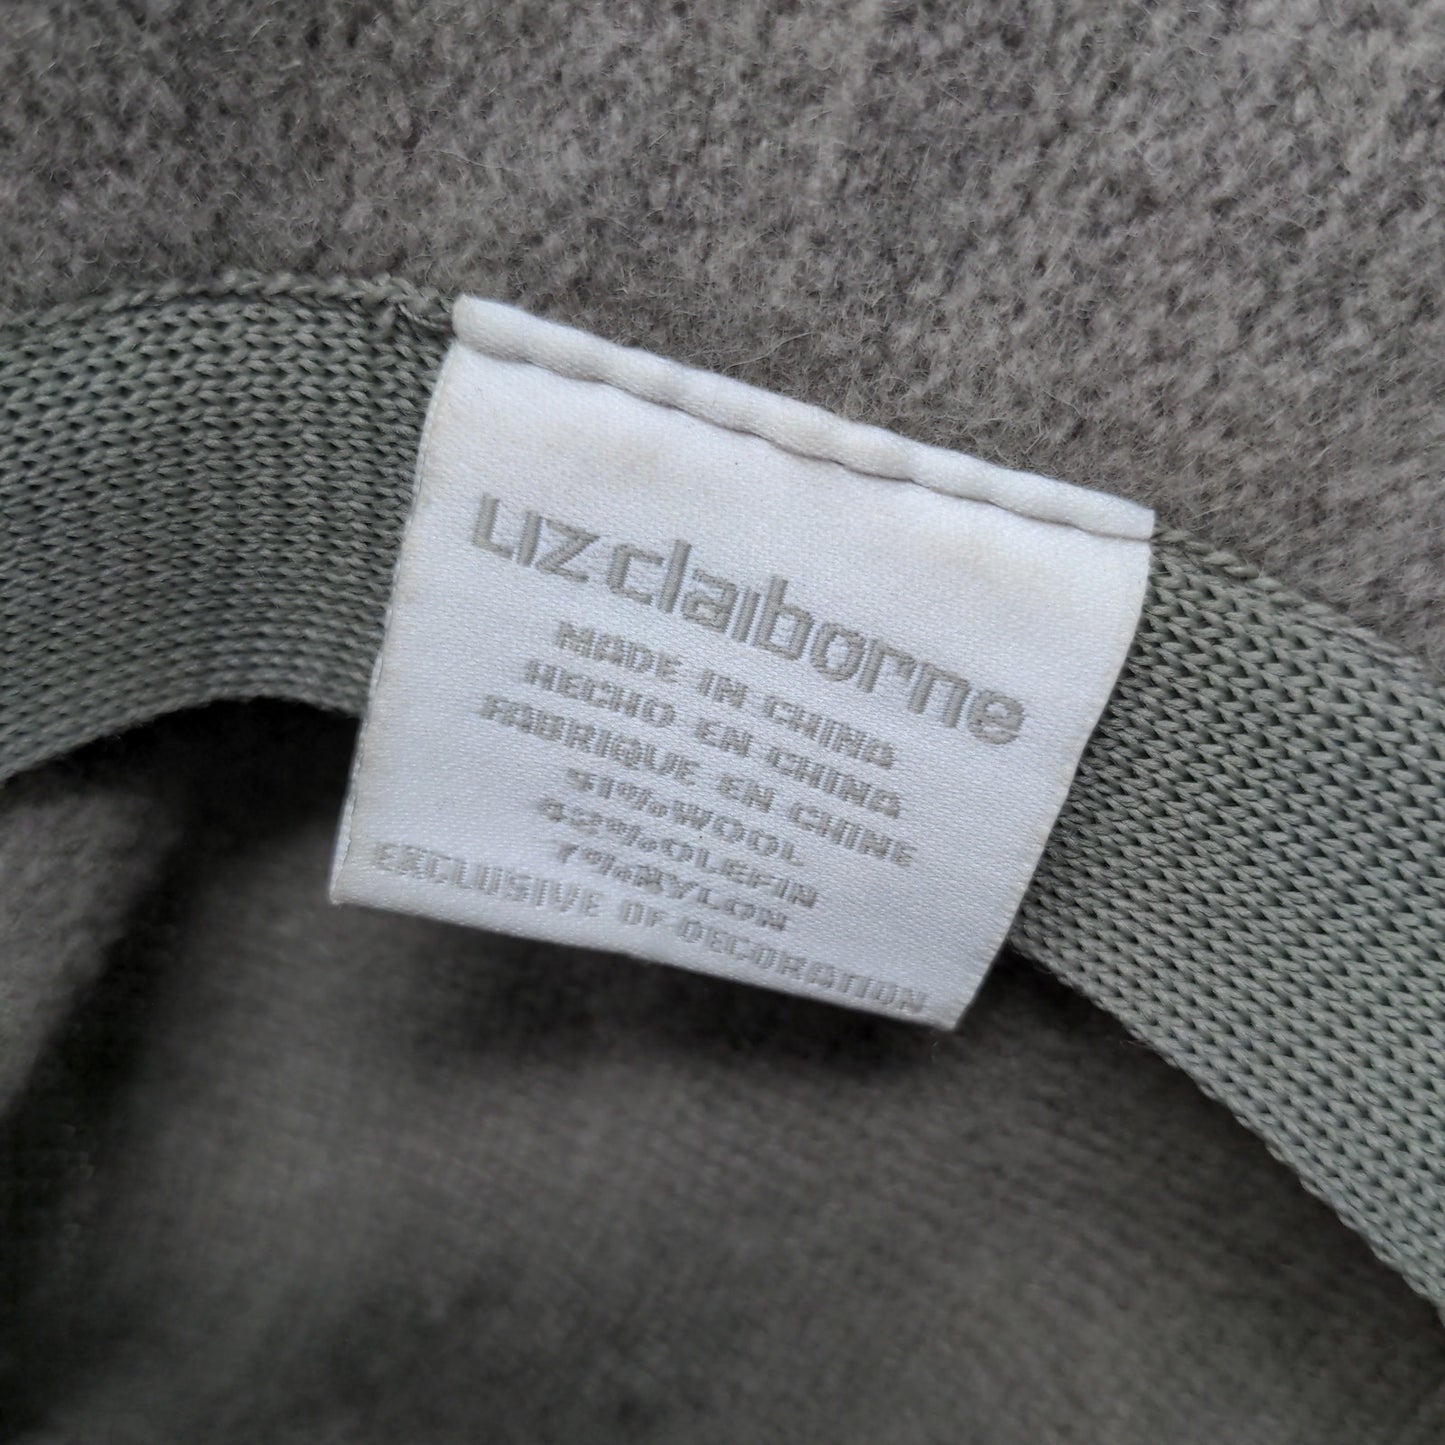 LIZ claiborne
MADE IN CHINA
HECHO EN CHINA
FABRIQUE EN CHINE
51%WOOL
42%OLEFIN
7%NYLON
EXCLUSIVE OF DECORATION